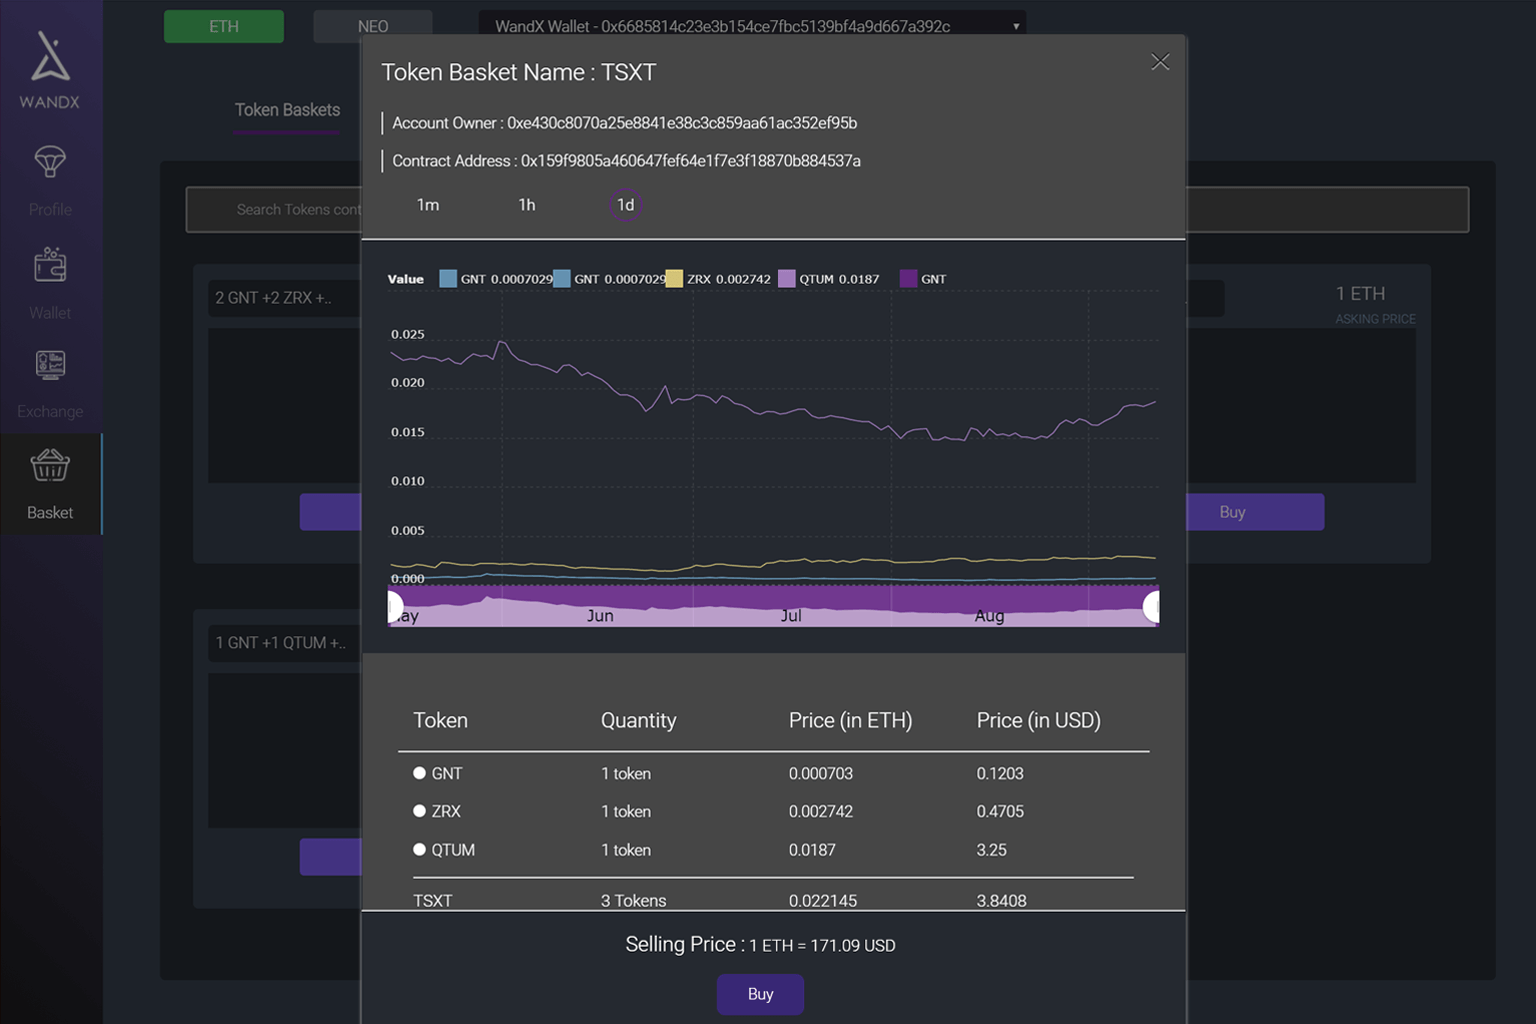 ETH
NEO
WandX Wallet - 0x6685814c23e3b154ce7fbc5139bf4a9d667a392c
WANDX
Profile
Wallet
Exchange
Basket
Token Baskets
Search Tokens cont
2 GNT +2 ZRX +..
1 ETH
ASKING PRICE
Buy
1 GNT +1 QTUM +..
Token Basket Name : TSXT
Account Owner : 0xe430c8070a25e8841e38c3c859aa61ac352ef95b
Contract Address : 0x159f9805a460647fef64e1f7e3f18870b884537a
1m 1h 1d
Value GNT 0.0007029 GNT 0.0007029 ZRX 0.002742 QTUM 0.0187 GNT
0.025
0.020
0.015
0.010
0.005
0.000
ay Jun Jul Aug
Token Quantity Price (in ETH) Price (in USD)
GNT 1 token 0.000703 0.1203
ZRX 1 token 0.002742 0.4705
QTUM 1 token 0.0187 3.25
TSXT 3 Tokens 0.022145 3.8408
Selling Price : 1 ETH = 171.09 USD
Buy